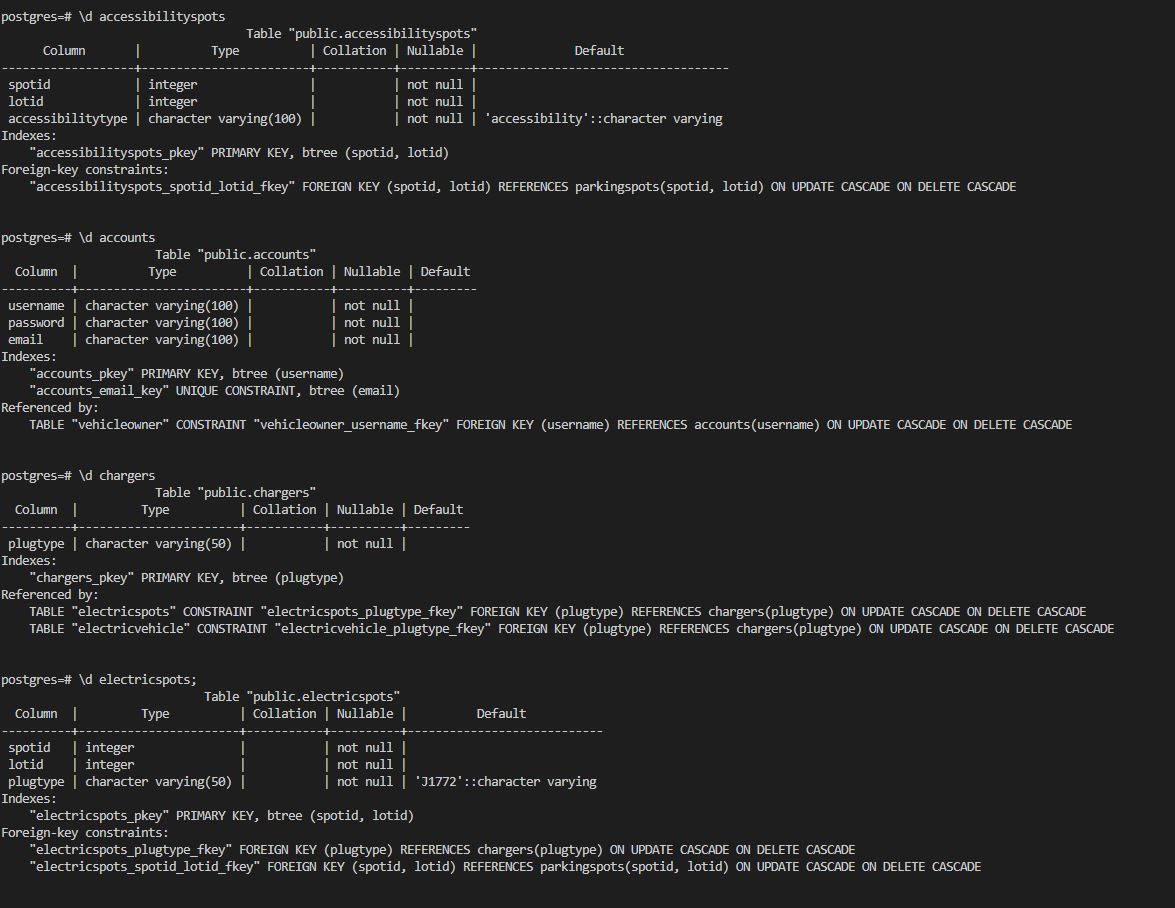 postgres=# \d accessibilityspots
                                   Table "public.accessibilityspots"
      Column       |          Type          | Collation | Nullable |              Default
-------------------+------------------------+-----------+----------+------------------------------------
 spotid            | integer                |           | not null |
 lotid             | integer                |           | not null |
 accessibilitytype | character varying(100) |           | not null | 'accessibility'::character varying
Indexes:
    "accessibilityspots_pkey" PRIMARY KEY, btree (spotid, lotid)
Foreign-key constraints:
    "accessibilityspots_spotid_lotid_fkey" FOREIGN KEY (spotid, lotid) REFERENCES parkingspots(spotid, lotid) ON UPDATE CASCADE ON DELETE CASCADE

postgres=# \d accounts
                      Table "public.accounts"
  Column  |          Type          | Collation | Nullable | Default
----------+------------------------+-----------+----------+---------
 username | character varying(100) |           | not null |
 password | character varying(100) |           | not null |
 email    | character varying(100) |           | not null |
Indexes:
    "accounts_pkey" PRIMARY KEY, btree (username)
    "accounts_email_key" UNIQUE CONSTRAINT, btree (email)
Referenced by:
    TABLE "vehicleowner" CONSTRAINT "vehicleowner_username_fkey" FOREIGN KEY (username) REFERENCES accounts(username) ON UPDATE CASCADE ON DELETE CASCADE

postgres=# \d chargers
                      Table "public.chargers"
  Column  |         Type          | Collation | Nullable | Default
----------+-----------------------+-----------+----------+---------
 plugtype | character varying(50) |           | not null |
Indexes:
    "chargers_pkey" PRIMARY KEY, btree (plugtype)
Referenced by:
    TABLE "electricspots" CONSTRAINT "electricspots_plugtype_fkey" FOREIGN KEY (plugtype) REFERENCES chargers(plugtype) ON UPDATE CASCADE ON DELETE CASCADE
    TABLE "electricvehicle" CONSTRAINT "electricvehicle_plugtype_fkey" FOREIGN KEY (plugtype) REFERENCES chargers(plugtype) ON UPDATE CASCADE ON DELETE CASCADE

postgres=# \d electricspots;
                             Table "public.electricspots"
  Column  |         Type          | Collation | Nullable |          Default
----------+-----------------------+-----------+----------+----------------------------
 spotid   | integer               |           | not null |
 lotid    | integer               |           | not null |
 plugtype | character varying(50) |           | not null | 'J1772'::character varying
Indexes:
    "electricspots_pkey" PRIMARY KEY, btree (spotid, lotid)
Foreign-key constraints:
    "electricspots_plugtype_fkey" FOREIGN KEY (plugtype) REFERENCES chargers(plugtype) ON UPDATE CASCADE ON DELETE CASCADE
    "electricspots_spotid_lotid_fkey" FOREIGN KEY (spotid, lotid) REFERENCES parkingspots(spotid, lotid) ON UPDATE CASCADE ON DELETE CASCADE